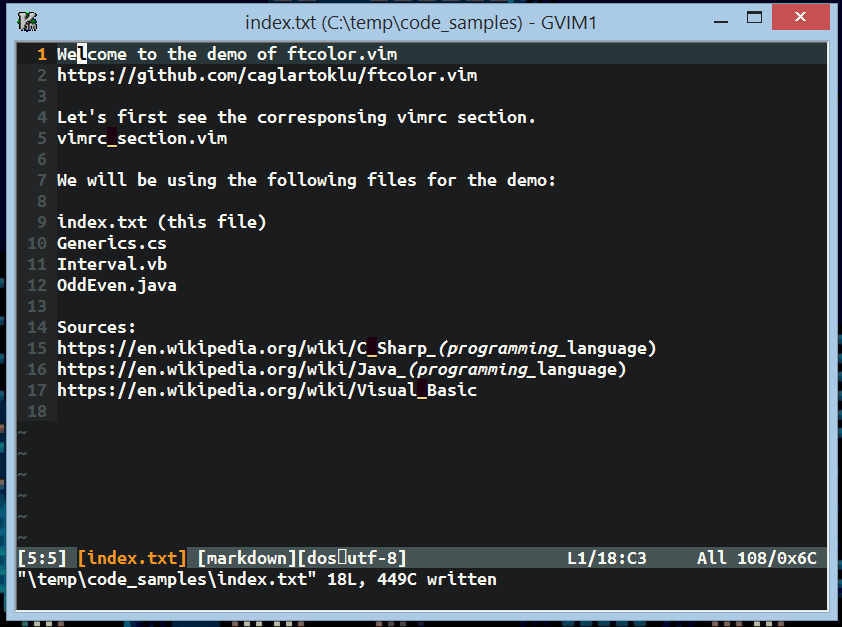 index.txt (C:\temp\code_samples) - GVIM1
1 Welcome to the demo of ftcolor.vim
2 https://github.com/caglartoklu/ftcolor.vim
3
4 Let's first see the corresponsing vimrc section.
5 vimrc_section.vim
6
7 We will be using the following files for the demo:
8
9 index.txt (this file)
10 Generics.cs
11 Interval.vb
12 OddEven.java
13
14 Sources:
15 https://en.wikipedia.org/wiki/C_Sharp_(programming_language)
16 https://en.wikipedia.org/wiki/Java_(programming_language)
17 https://en.wikipedia.org/wiki/Visual_Basic
18
~
~
~
~
~
~
[5:5] [index.txt] [markdown][dos▯utf-8] L1/18:C3 All 108/0x6C
"\temp\code_samples\index.txt" 18L, 449C written